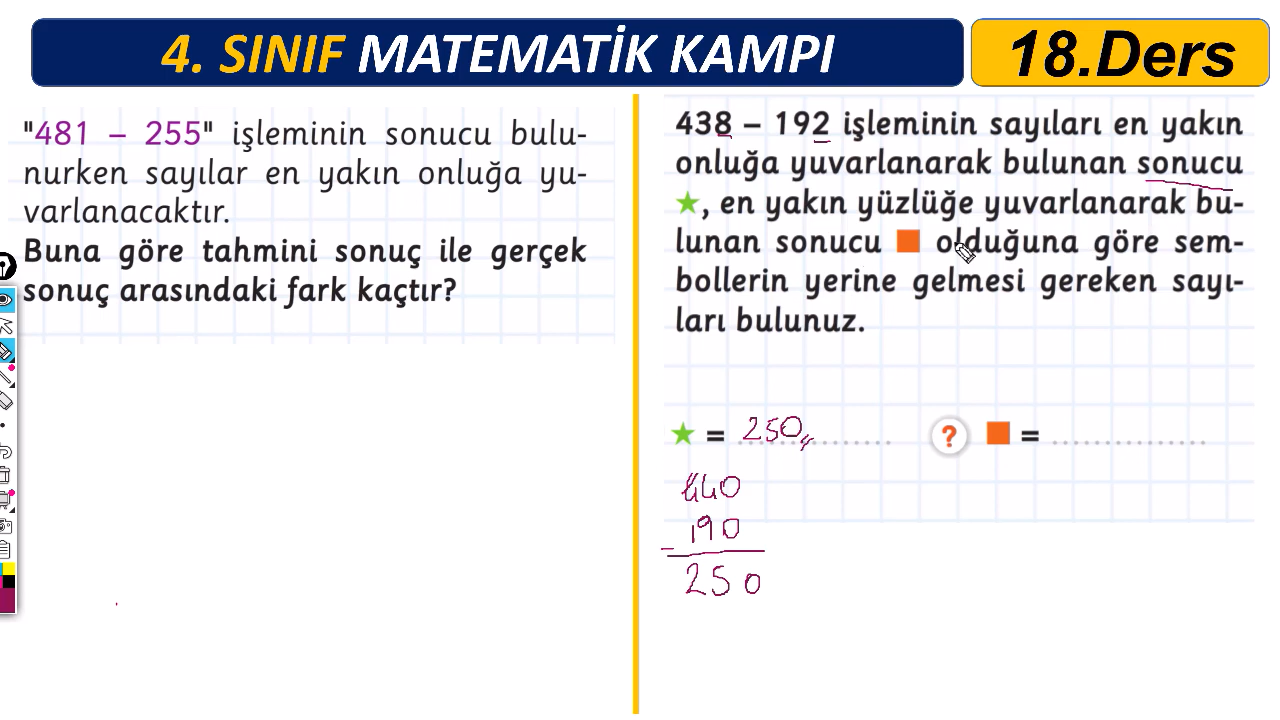 4. SINIF MATEMATİK KAMPI
18.Ders
"481 – 255" işleminin sonucu bulu-
nurken sayılar en yakın onluğa yu-
varlanacaktır.
Buna göre tahmini sonuç ile gerçek
sonuç arasındaki fark kaçtır?
438 – 192 işleminin sayıları en yakın
onluğa yuvarlanarak bulunan sonucu
★, en yakın yüzlüğe yuvarlanarak bu-
lunan sonucu ■ olduğuna göre sem-
bollerin yerine gelmesi gereken sayı-
ları bulunuz.
★ = 250
? ■ = ...............
440
190
–
250